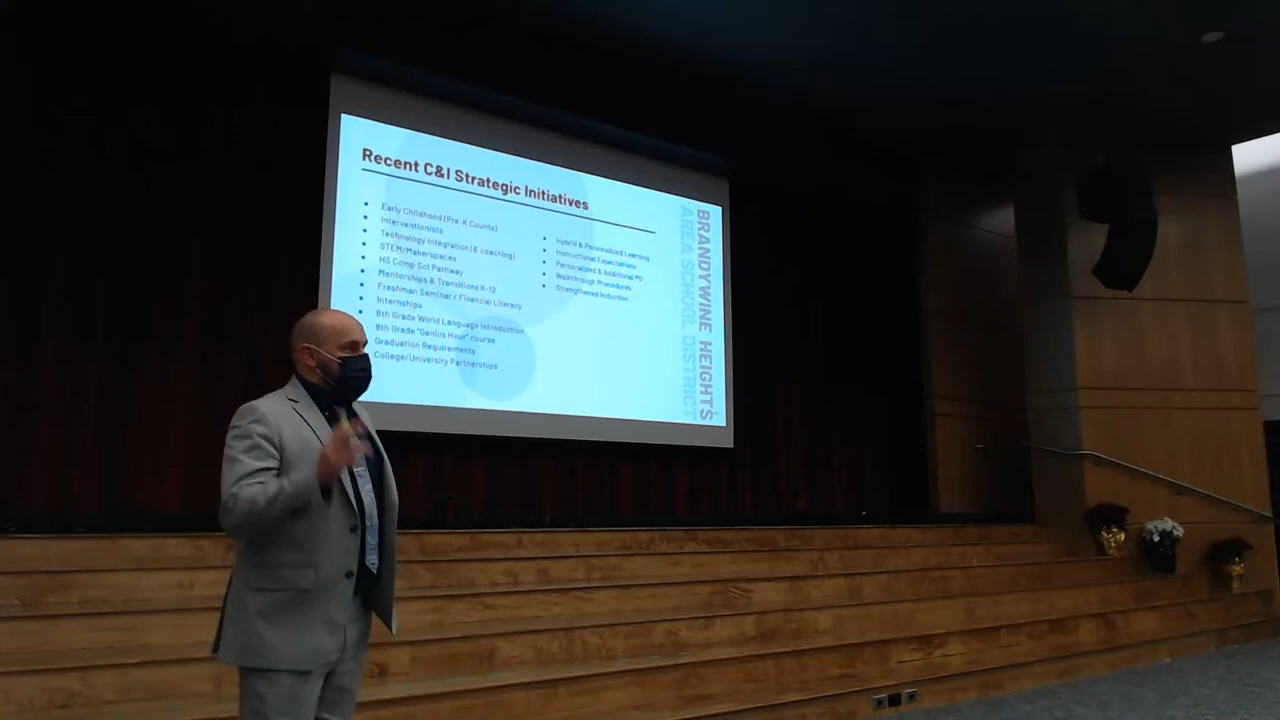 Recent C&I Strategic Initiatives
Early Childhood (Pre-K Counts)
Interventionists
Technology Integration (& coaching)
STEM/Makerspaces
HS Comp Sci Pathway
Mentorships & Transitions K-12
Freshman Seminar / Financial Literacy
Internships
8th Grade World Language Introduction
8th Grade "Genius Hour" course
Graduation Requirements
College/University Partnerships
Hybrid & Personalized Learning
Instructional Expectations
Personalized & Additional PD
Walkthrough Procedures
Strengthened Induction
BRANDYWINE HEIGHTS
AREA SCHOOL DISTRICT